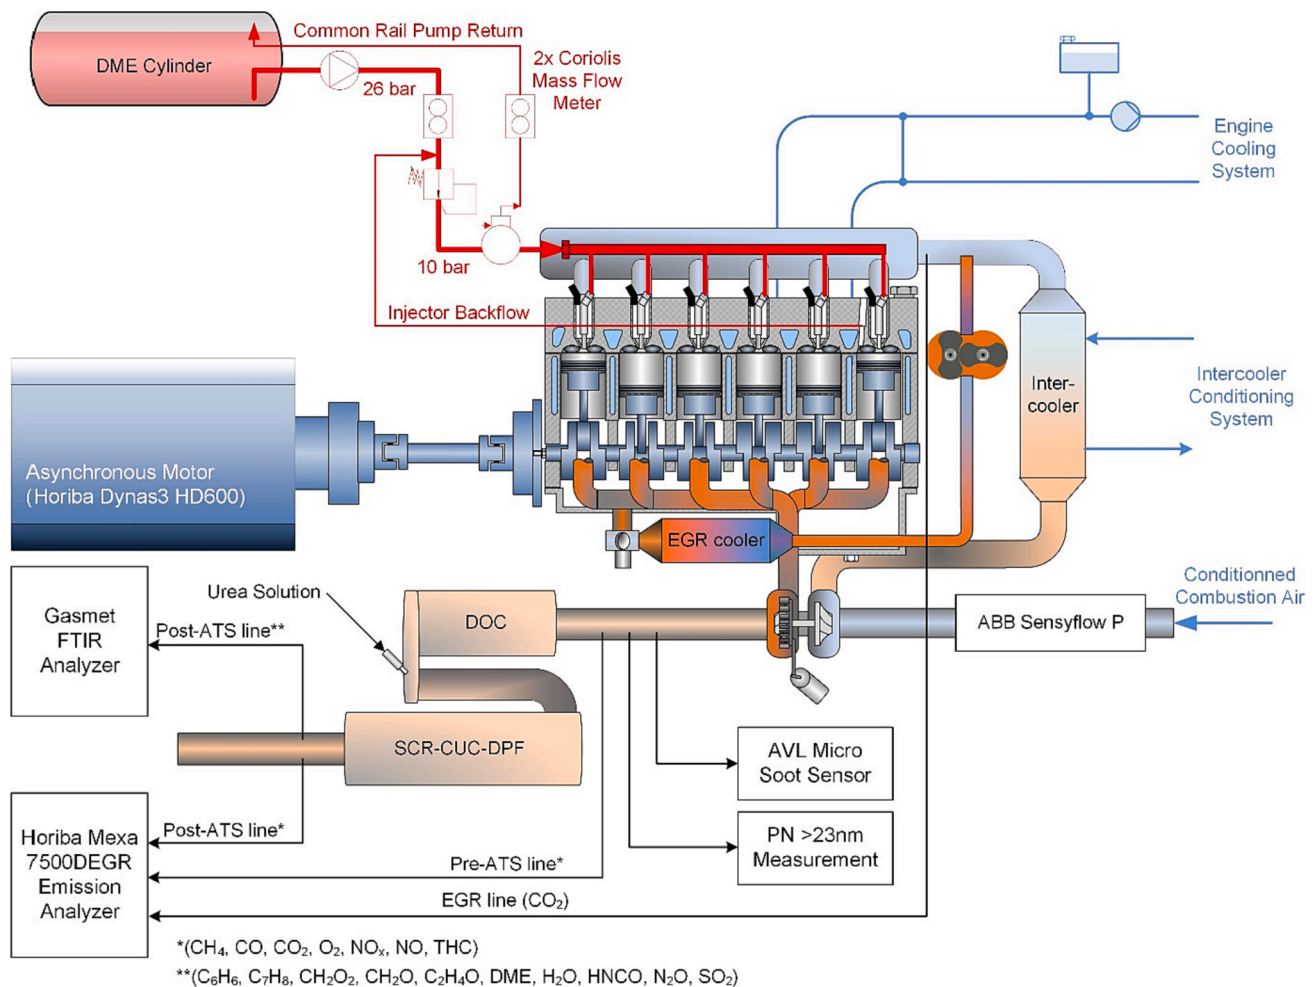 Common Rail Pump Return
DME Cylinder
26 bar
2x Coriolis
Mass Flow
Meter
Engine
Cooling
System
10 bar
Injector Backflow
Inter-
cooler
Intercooler
Conditioning
System
Asynchronous Motor
(Horiba Dynas3 HD600)
EGR cooler
Conditionned
Combustion Air
Urea Solution
DOC
ABB Sensyflow P
Gasmet
FTIR
Analyzer
Post-ATS line**
SCR-CUC-DPF
AVL Micro
Soot Sensor
Horiba Mexa
7500DEGR
Emission
Analyzer
Post-ATS line*
PN >23nm
Measurement
Pre-ATS line*
EGR line (CO₂)
*(CH₄, CO, CO₂, O₂, NOₓ, NO, THC)
**(C₆H₆, C₇H₈, CH₂O₂, CH₂O, C₂H₄O, DME, H₂O, HNCO, N₂O, SO₂)